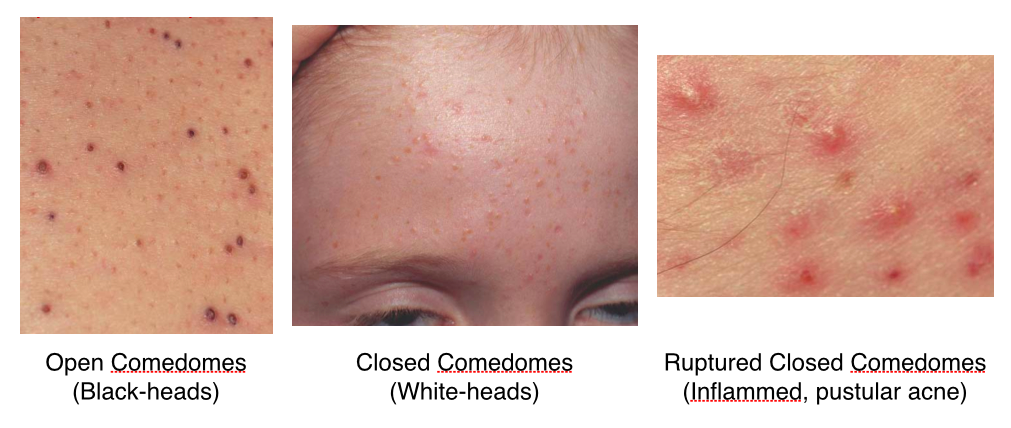 Open Comedomes
(Black-heads)
Closed Comedomes
(White-heads)
Ruptured Closed Comedomes
(Inflammed, pustular acne)